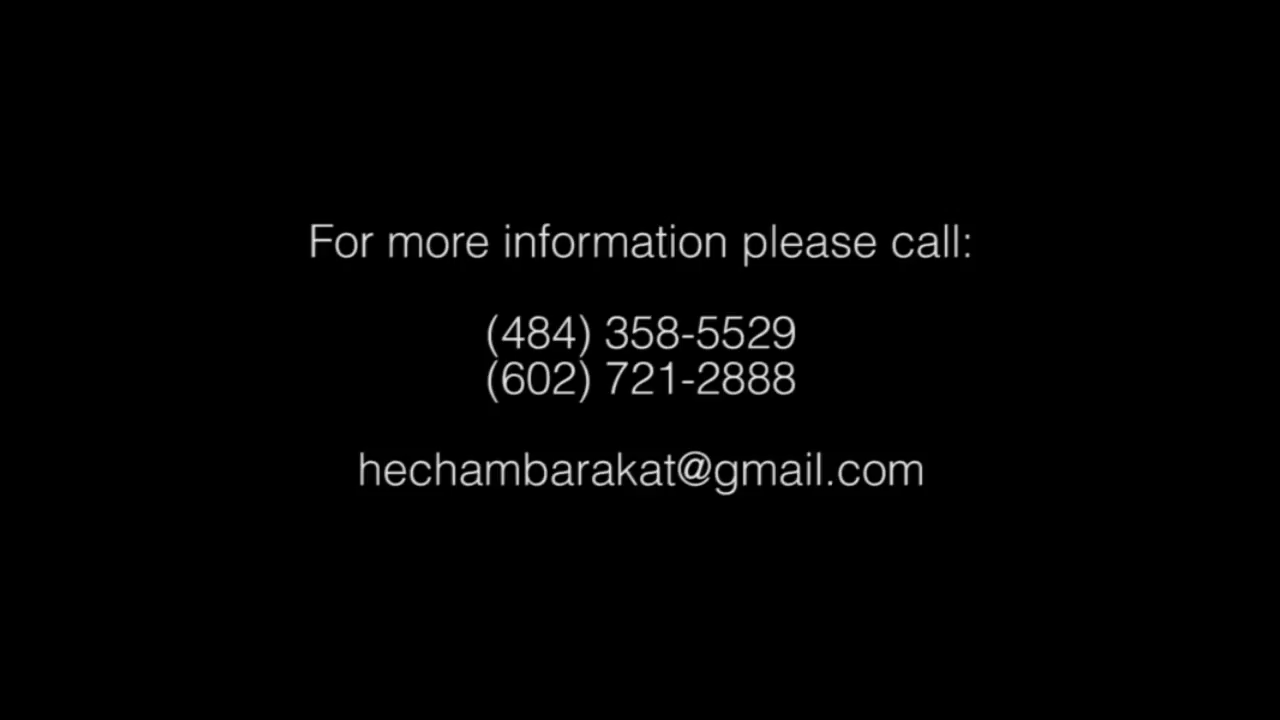 For more information please call:
(484) 358-5529
(602) 721-2888
hechambarakat@gmail.com